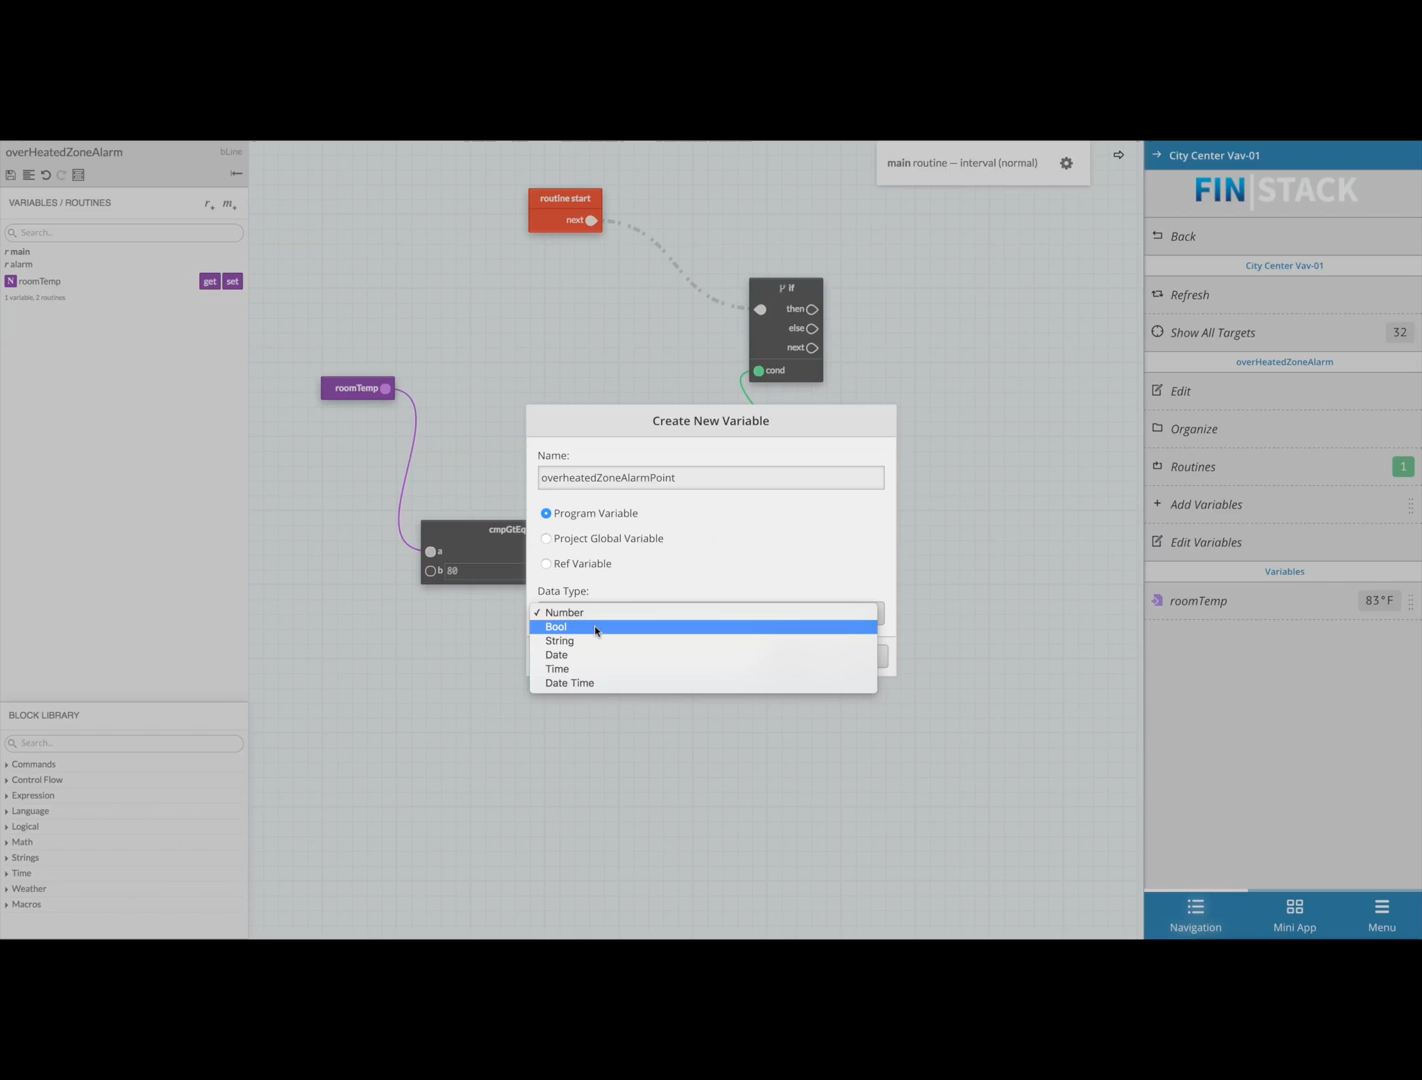 overHeatedZoneAlarm
bLine
VARIABLES / ROUTINES
r+ m+
Search...
r main
r alarm
N roomTemp
get set
1 variable, 2 routines
BLOCK LIBRARY
Search...
Commands
Control Flow
Expression
Language
Logical
Math
Strings
Time
Weather
Macros
routine start
next
if
then
else
next
cond
roomTemp
cmpGtEq
a
b 80
main routine — interval (normal)
Create New Variable
Name:
overheatedZoneAlarmPoint
Program Variable
Project Global Variable
Ref Variable
Data Type:
✓ Number
Bool
String
Date
Time
Date Time
City Center Vav-01
FIN|STACK
Back
City Center Vav-01
Refresh
Show All Targets 32
overHeatedZoneAlarm
Edit
Organize
Routines 1
Add Variables
Edit Variables
Variables
roomTemp 83°F
Navigation
Mini App
Menu